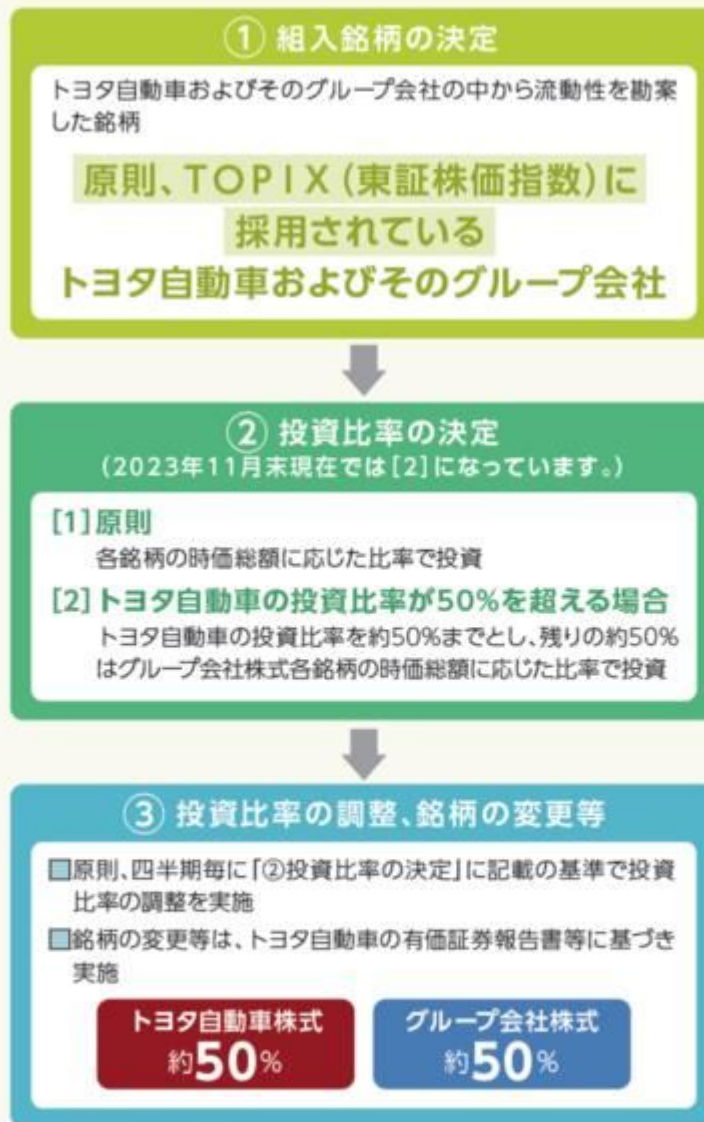 ① 組入銘柄の決定
トヨタ自動車およびそのグループ会社の中から流動性を勘案
した銘柄
原則、TOPIX(東証株価指数)に
採用されている
トヨタ自動車およびそのグループ会社
② 投資比率の決定
(2023年11月末現在では[2]になっています。)
[1]原則
各銘柄の時価総額に応じた比率で投資
[2]トヨタ自動車の投資比率が50%を超える場合
トヨタ自動車の投資比率を約50%までとし、残りの約50%
はグループ会社株式各銘柄の時価総額に応じた比率で投資
③ 投資比率の調整、銘柄の変更等
原則、四半期毎に「②投資比率の決定」に記載の基準で投資
比率の調整を実施
銘柄の変更等は、トヨタ自動車の有価証券報告書等に基づき
実施
トヨタ自動車株式
約50%
グループ会社株式
約50%